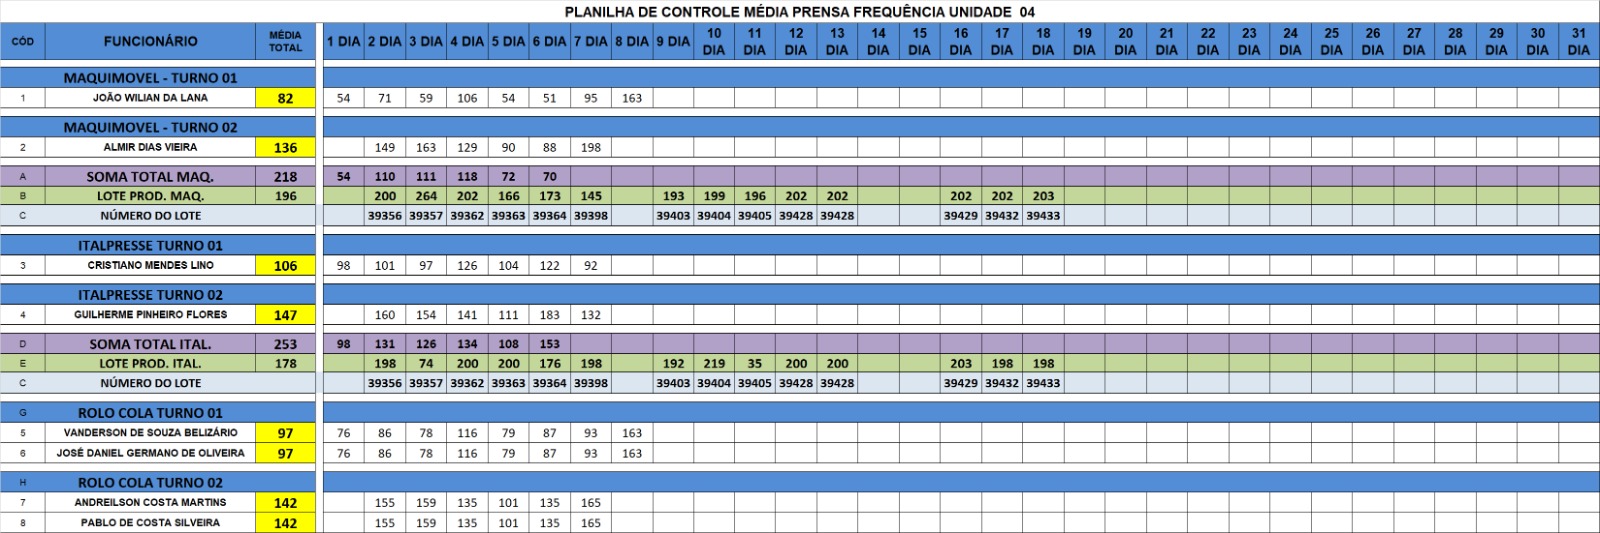 PLANILHA DE CONTROLE MÉDIA PRENSA FREQUÊNCIA UNIDADE 04
CÓD FUNCIONÁRIO MÉDIA TOTAL 1 DIA 2 DIA 3 DIA 4 DIA 5 DIA 6 DIA 7 DIA 8 DIA 9 DIA 10 DIA 11 DIA 12 DIA 13 DIA 14 DIA 15 DIA 16 DIA 17 DIA 18 DIA 19 DIA 20 DIA 21 DIA 22 DIA 23 DIA 24 DIA 25 DIA 26 DIA 27 DIA 28 DIA 29 DIA 30 DIA 31 DIA
MAQUIMOVEL - TURNO 01
1 JOÃO WILIAN DA LANA 82 54 71 59 106 54 51 95 163
MAQUIMOVEL - TURNO 02
2 ALMIR DIAS VIEIRA 136 149 163 129 90 88 198
A SOMA TOTAL MAQ. 218 54 110 111 118 72 70
B LOTE PROD. MAQ. 196 200 264 202 166 173 145 193 199 196 202 202 202 202 203
C NÚMERO DO LOTE 39356 39357 39362 39363 39364 39398 39403 39404 39405 39428 39428 39429 39432 39433
ITALPRESSE TURNO 01
3 CRISTIANO MENDES LINO 106 98 101 97 126 104 122 92
ITALPRESSE TURNO 02
4 GUILHERME PINHEIRO FLORES 147 160 154 141 111 183 132
D SOMA TOTAL ITAL. 253 98 131 126 134 108 153
E LOTE PROD. ITAL. 178 198 74 200 200 176 198 192 219 35 200 200 203 198 198
C NÚMERO DO LOTE 39356 39357 39362 39363 39364 39398 39403 39404 39405 39428 39428 39429 39432 39433
G ROLO COLA TURNO 01
5 VANDERSON DE SOUZA BELIZÁRIO 97 76 86 78 116 79 87 93 163
6 JOSÉ DANIEL GERMANO DE OLIVEIRA 97 76 86 78 116 79 87 93 163
H ROLO COLA TURNO 02
7 ANDREILSON COSTA MARTINS 142 155 159 135 101 135 165
8 PABLO DE COSTA SILVEIRA 142 155 159 135 101 135 165